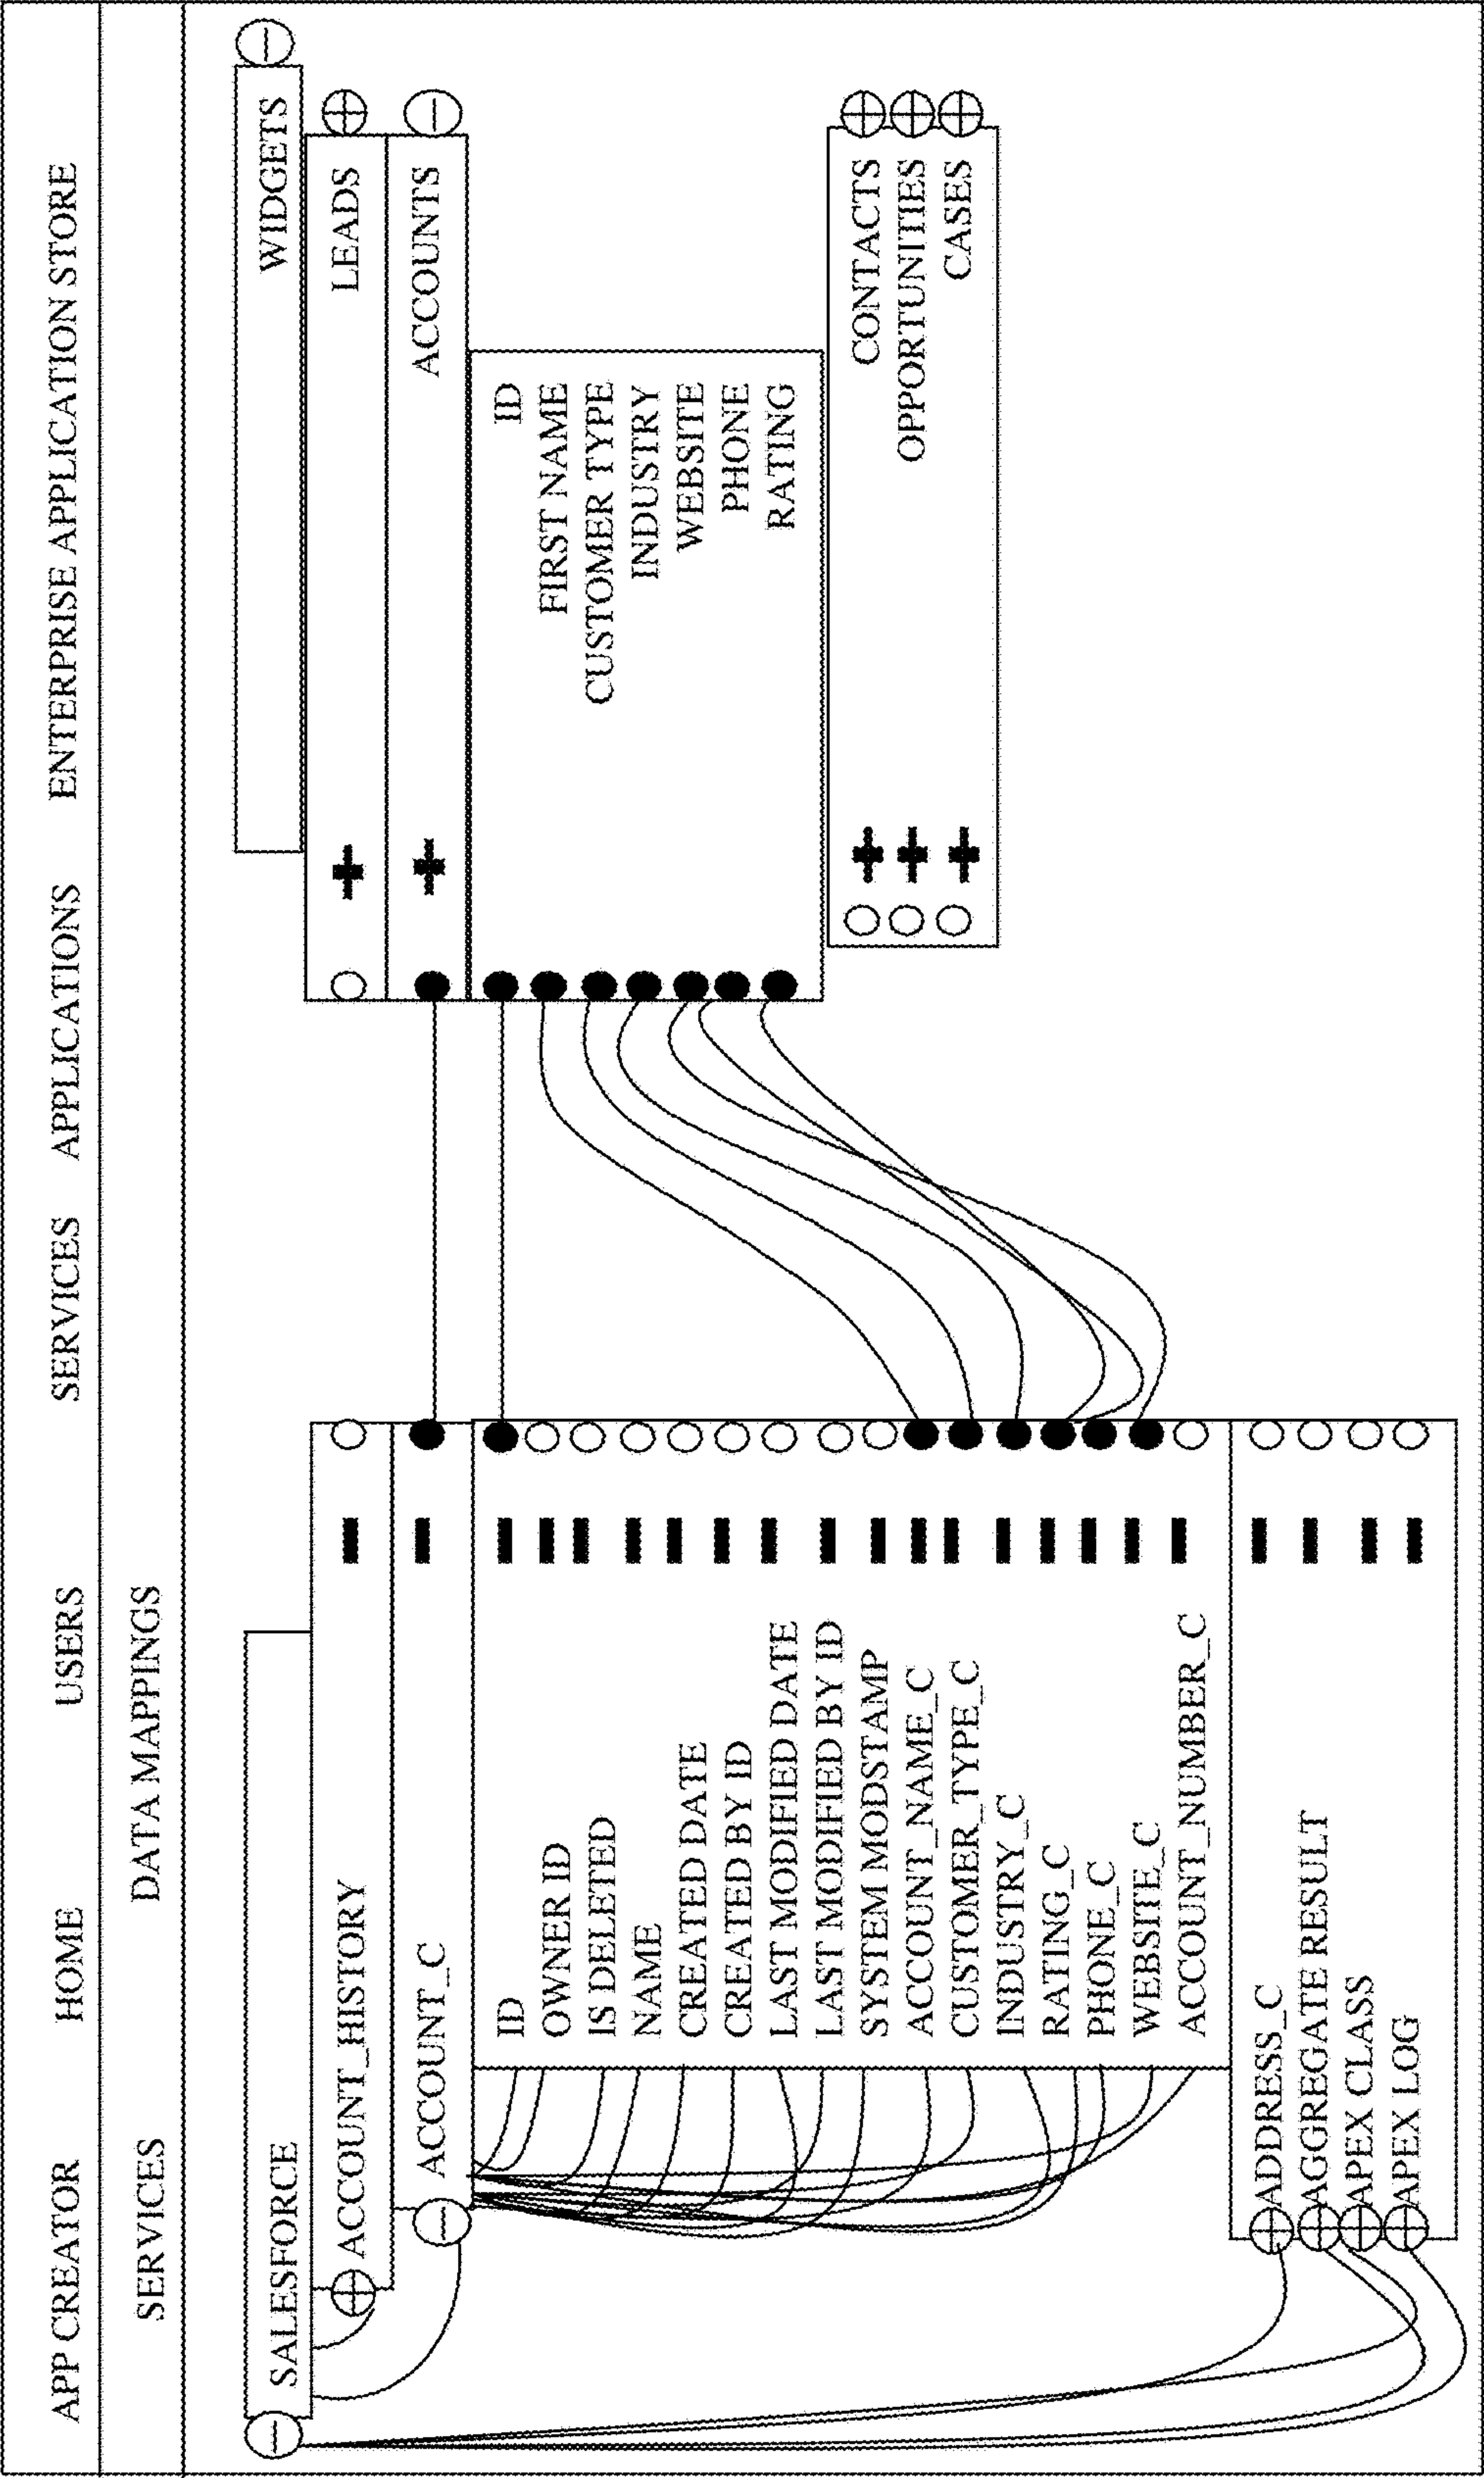 APP CREATOR HOME USERS SERVICES APPLICATIONS ENTERPRISE APPLICATION STORE
SERVICES DATA MAPPINGS
SALESFORCE
ACCOUNT_HISTORY
ACCOUNT_C
ID
OWNER ID
IS DELETED
NAME
CREATED DATE
CREATED BY ID
LAST MODIFIED DATE
LAST MODIFIED BY ID
SYSTEM MODSTAMP
ACCOUNT_NAME_C
CUSTOMER_TYPE_C
INDUSTRY_C
RATING_C
PHONE_C
WEBSITE_C
ACCOUNT_NUMBER_C
ADDRESS_C
AGGREGATE RESULT
APEX CLASS
APEX LOG
WIDGETS
LEADS
ACCOUNTS
ID
FIRST NAME
CUSTOMER TYPE
INDUSTRY
WEBSITE
PHONE
RATING
CONTACTS
OPPORTUNITIES
CASES